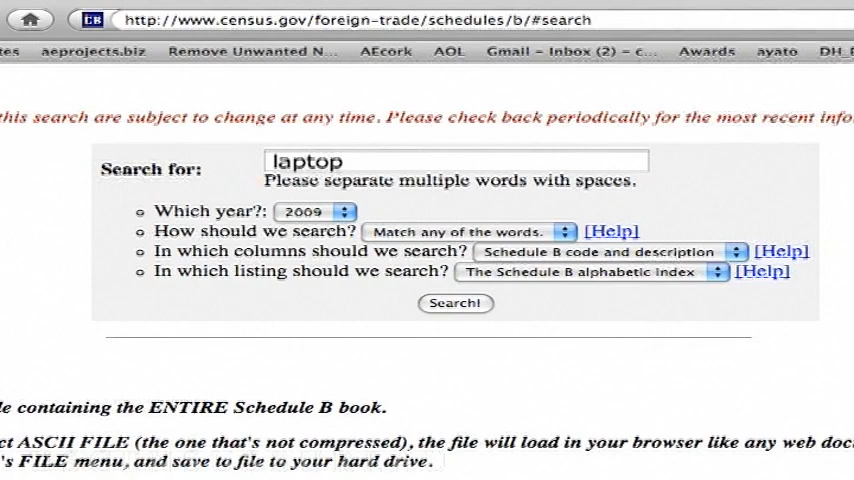 http://www.census.gov/foreign-trade/schedules/b/#search
tes aeprojects.biz Remove Unwanted N... AEcork AOL Gmail - Inbox (2) - c... Awards ayato DH_
this search are subject to change at any time. Please check back periodically for the most recent info
Search for: laptop
Please separate multiple words with spaces.
Which year?: 2009
How should we search? Match any of the words. [Help]
In which columns should we search? Schedule B code and description [Help]
In which listing should we search? The Schedule B alphabetic index [Help]
Search!
le containing the ENTIRE Schedule B book.
ct ASCII FILE (the one that's not compressed), the file will load in your browser like any web doc
's FILE menu, and save to file to your hard drive.